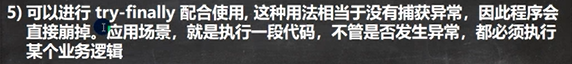 5) 可以进行 try-finally 配合使用, 这种用法相当于没有捕获异常，因此程序会
直接崩掉。应用场景，就是执行一段代码，不管是否发生异常，都必须执行
某个业务逻辑